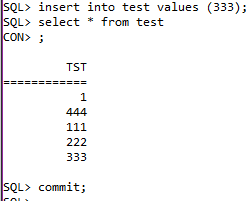 SQL> insert into test values (333);
SQL> select * from test
CON> ;
TST
============
1
444
111
222
333
SQL> commit;
SQL>